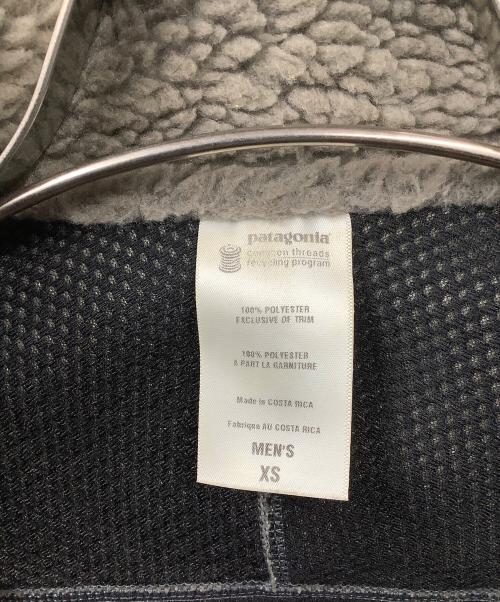 patagonia®
common threads
recycling program
100% POLYESTER
EXCLUSIVE OF TRIM
100% POLYESTER
A PART LA GARNITURE
Made in COSTA RICA
Fabrique AU COSTA RICA
MEN'S
XS